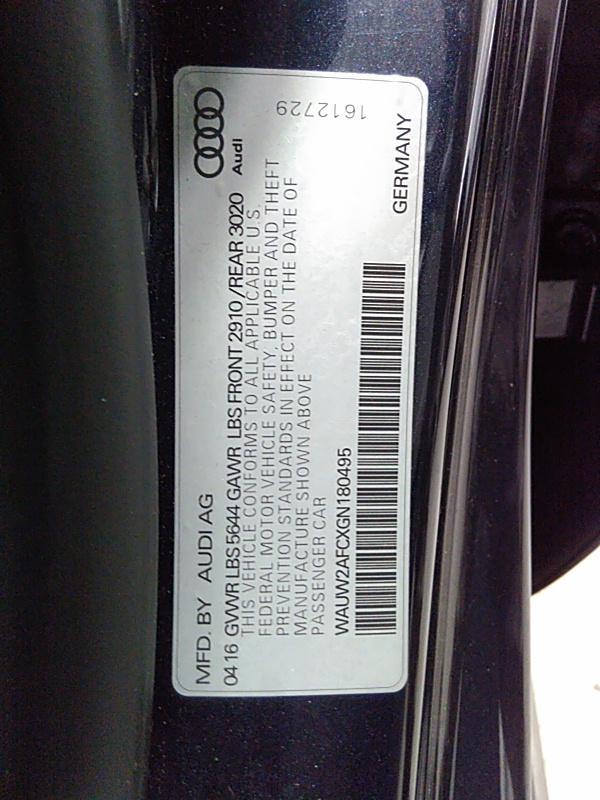 MFD. BY AUDI AG
Audi
0416 GVWR LBS 5644 GAWR LBS FRONT 2910/REAR 3020
THIS VEHICLE CONFORMS TO ALL APPLICABLE U.S.
FEDERAL MOTOR VEHICLE SAFETY, BUMPER AND THEFT
PREVENTION STANDARDS IN EFFECT ON THE DATE OF
MANUFACTURE SHOWN ABOVE
PASSENGER CAR
WAUW2AFCXGN180495
GERMANY
1612729